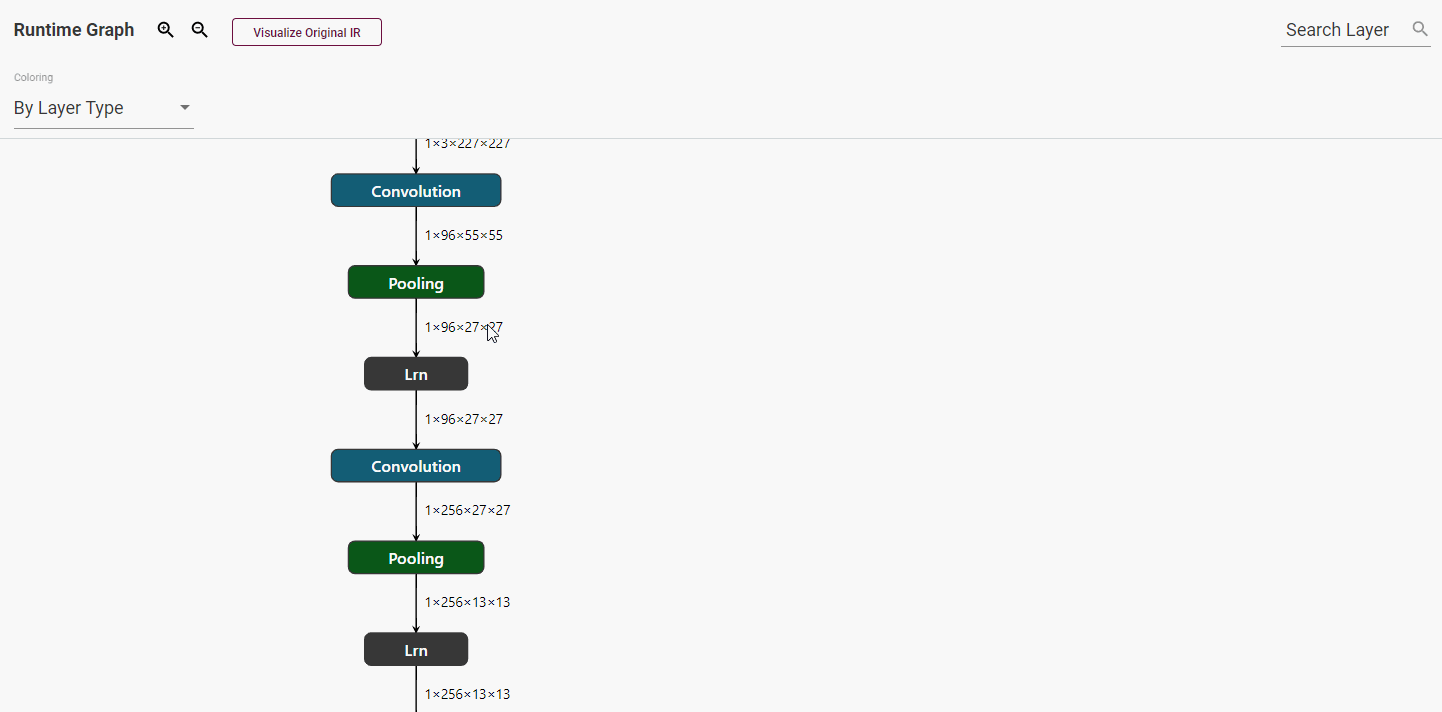 Runtime Graph
Visualize Original IR
Search Layer
Coloring
By Layer Type
1×3×227×227
Convolution
1×96×55×55
Pooling
1×96×27×27
Lrn
1×96×27×27
Convolution
1×256×27×27
Pooling
1×256×13×13
Lrn
1×256×13×13